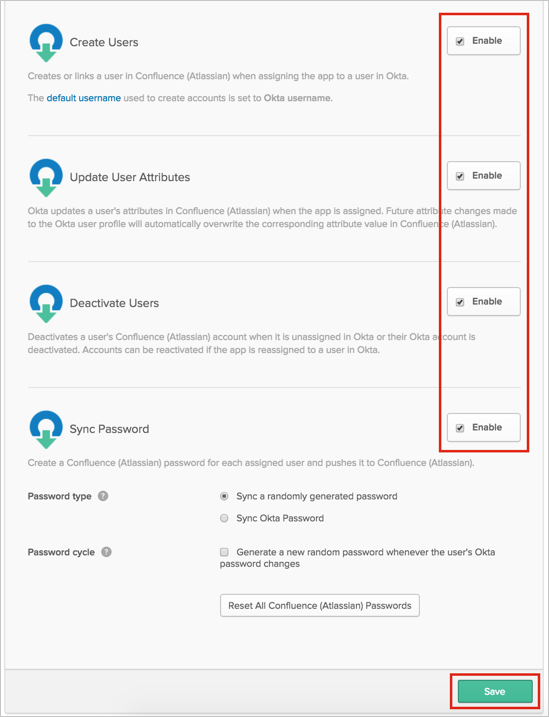 Create Users
Enable
Creates or links a user in Confluence (Atlassian) when assigning the app to a user in Okta.
The default username used to create accounts is set to Okta username.
Update User Attributes
Enable
Okta updates a user's attributes in Confluence (Atlassian) when the app is assigned. Future attribute changes made
to the Okta user profile will automatically overwrite the corresponding attribute value in Confluence (Atlassian).
Deactivate Users
Enable
Deactivates a user's Confluence (Atlassian) account when it is unassigned in Okta or their Okta account is
deactivated. Accounts can be reactivated if the app is reassigned to a user in Okta.
Sync Password
Enable
Create a Confluence (Atlassian) password for each assigned user and pushes it to Confluence (Atlassian).
Password type ?
Sync a randomly generated password
Sync Okta Password
Password cycle ?
Generate a new random password whenever the user's Okta
password changes
Reset All Confluence (Atlassian) Passwords
Save